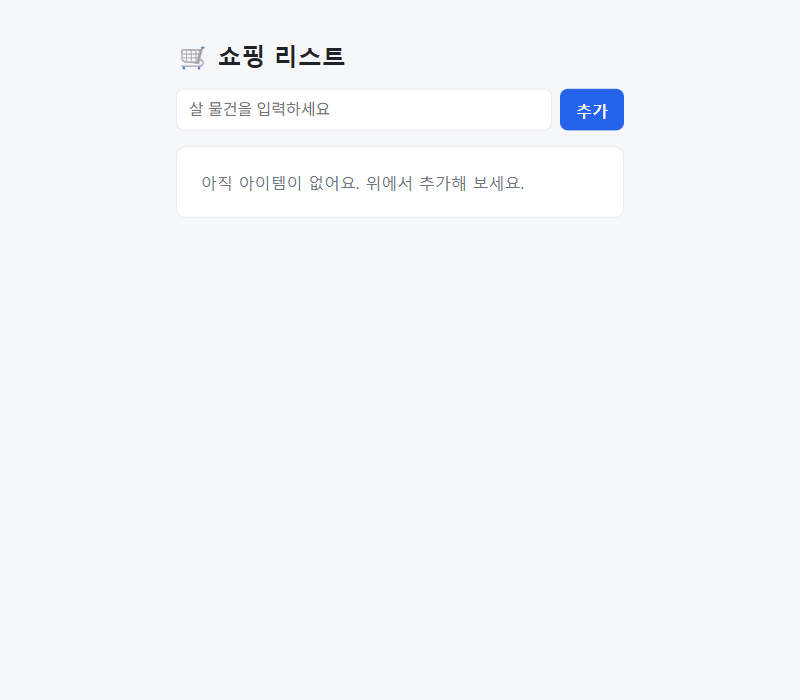 🛒 쇼핑 리스트
살 물건을 입력하세요
추가
아직 아이템이 없어요. 위에서 추가해 보세요.